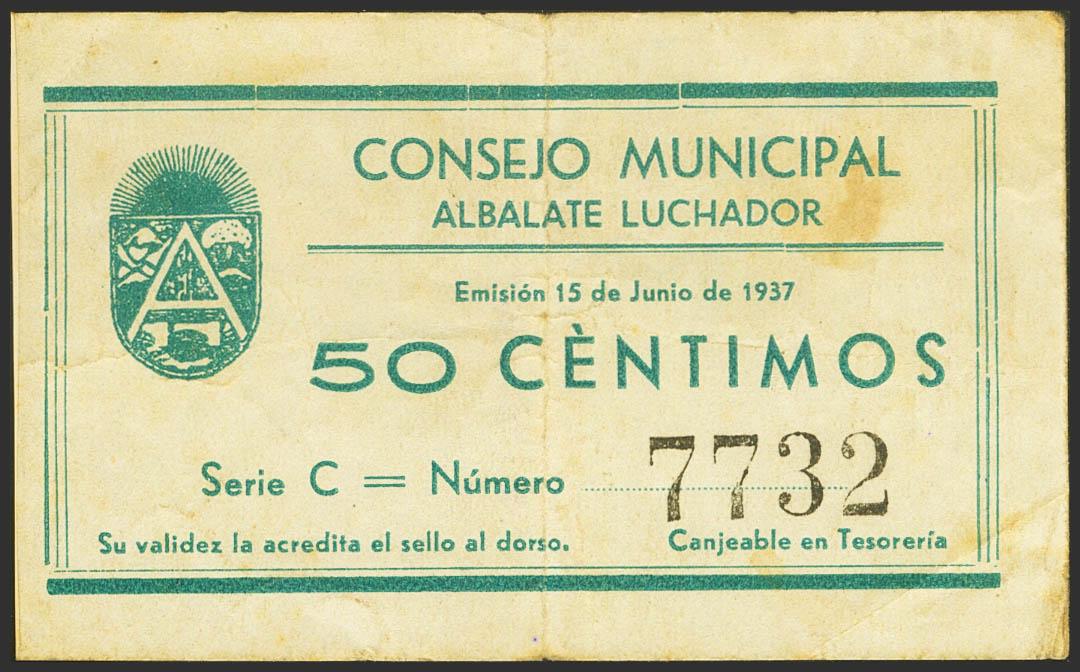 CONSEJO MUNICIPAL
ALBALATE LUCHADOR
Emisión 15 de Junio de 1937
50 CÈNTIMOS
Serie C = Número 7732
Su validez la acredita el sello al dorso. Canjeable en Tesorería